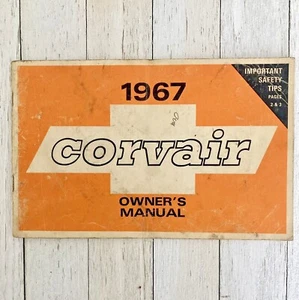 1967
IMPORTANT
SAFETY
TIPS
PAGES
2 & 3
corvair
OWNER'S
MANUAL